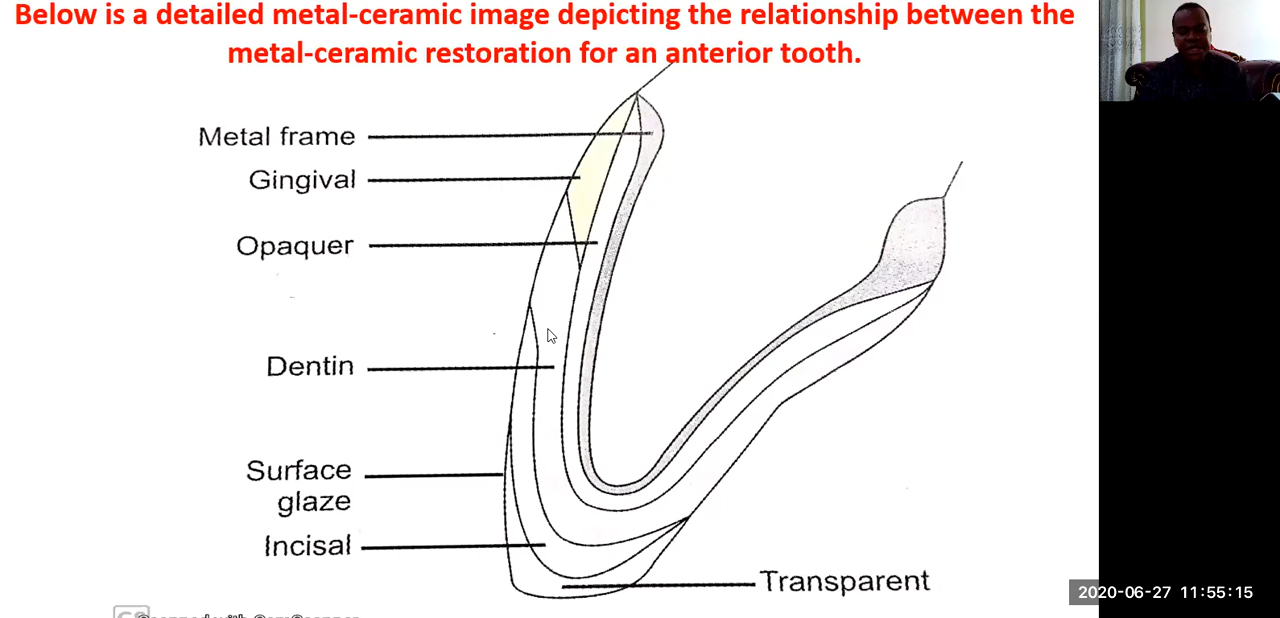 Below is a detailed metal-ceramic image depicting the relationship between the
metal-ceramic restoration for an anterior tooth.
Metal frame
Gingival
Opaquer
Dentin
Surface
glaze
Incisal
Transparent
2020-06-27 11:55:15